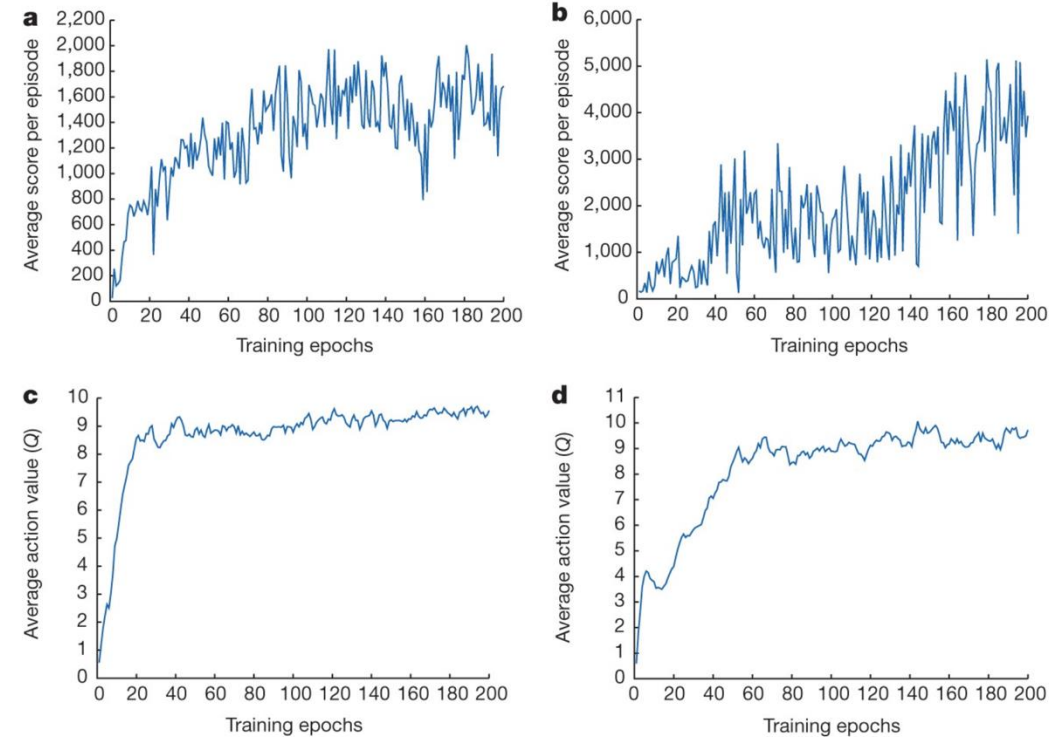 a
Average score per episode
2,200
2,000
1,800
1,600
1,400
1,200
1,000
800
600
400
200
0
0 20 40 60 80 100 120 140 160 180 200
Training epochs
b
Average score per episode
6,000
5,000
4,000
3,000
2,000
1,000
0
0 20 40 60 80 100 120 140 160 180 200
Training epochs
c
Average action value (Q)
10
9
8
7
6
5
4
3
2
1
0
0 20 40 60 80 100 120 140 160 180 200
Training epochs
d
Average action value (Q)
11
10
9
8
7
6
5
4
3
2
1
0
0 20 40 60 80 100 120 140 160 180 200
Training epochs